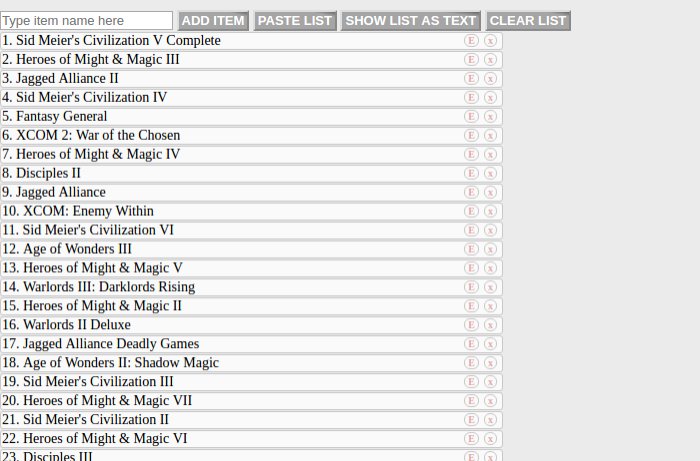 Type item name here ADD ITEM PASTE LIST SHOW LIST AS TEXT CLEAR LIST
1. Sid Meier's Civilization V Complete E x
2. Heroes of Might & Magic III E x
3. Jagged Alliance II E x
4. Sid Meier's Civilization IV E x
5. Fantasy General E x
6. XCOM 2: War of the Chosen E x
7. Heroes of Might & Magic IV E x
8. Disciples II E x
9. Jagged Alliance E x
10. XCOM: Enemy Within E x
11. Sid Meier's Civilization VI E x
12. Age of Wonders III E x
13. Heroes of Might & Magic V E x
14. Warlords III: Darklords Rising E x
15. Heroes of Might & Magic II E x
16. Warlords II Deluxe E x
17. Jagged Alliance Deadly Games E x
18. Age of Wonders II: Shadow Magic E x
19. Sid Meier's Civilization III E x
20. Heroes of Might & Magic VII E x
21. Sid Meier's Civilization II E x
22. Heroes of Might & Magic VI E x
23. Disciples III E x